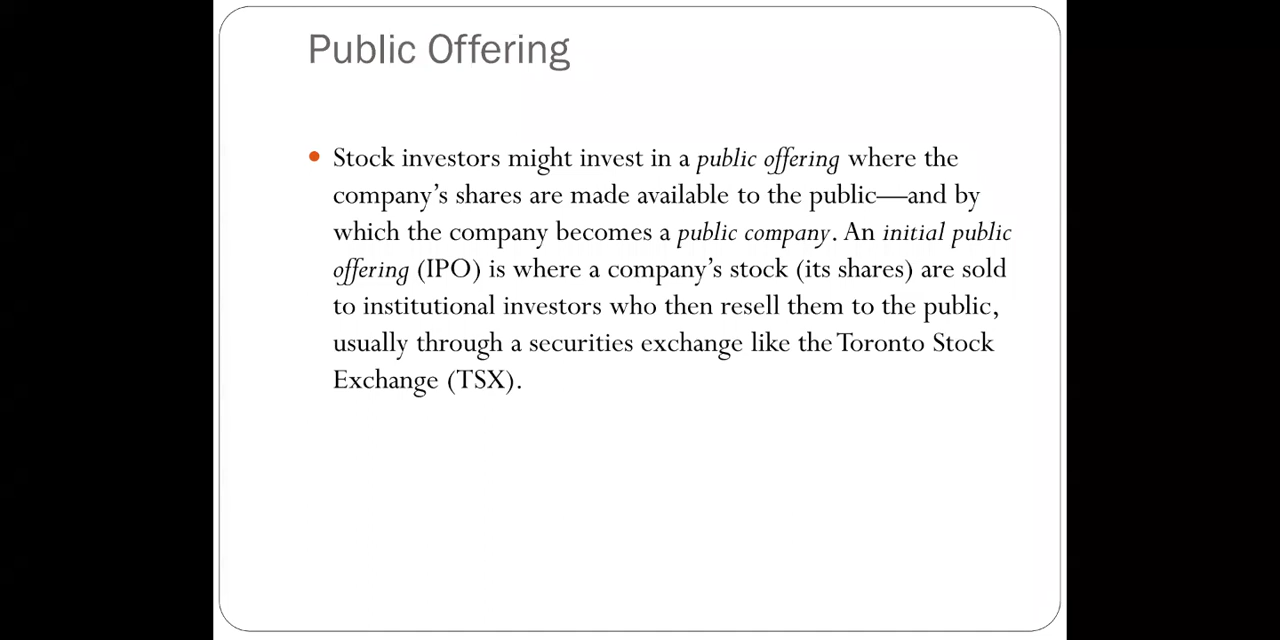 Public Offering
• Stock investors might invest in a public offering where the
company’s shares are made available to the public—and by
which the company becomes a public company. An initial public
offering (IPO) is where a company’s stock (its shares) are sold
to institutional investors who then resell them to the public,
usually through a securities exchange like the Toronto Stock
Exchange (TSX).